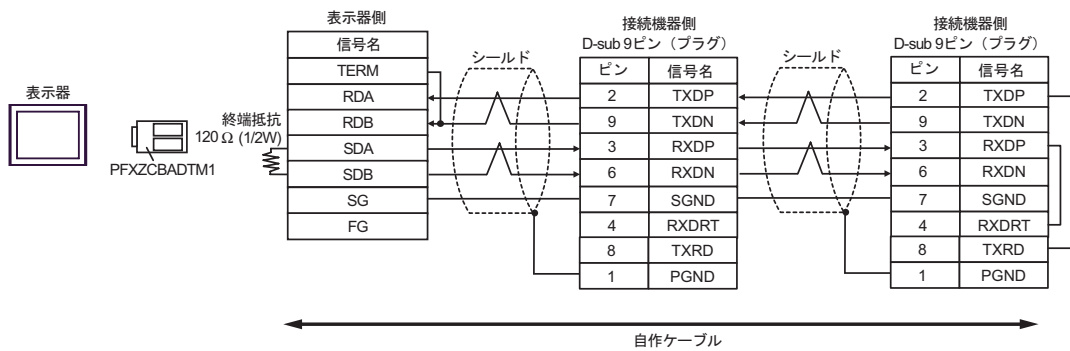 表示器
PFXZCBADTM1
終端抵抗
120 Ω (1/2W)
表示器側
信号名
TERM
RDA
RDB
SDA
SDB
SG
FG
シールド
接続機器側
D-sub 9ピン（プラグ）
ピン 信号名
2 TXDP
9 TXDN
3 RXDP
6 RXDN
7 SGND
4 RXDRT
8 TXRD
1 PGND
シールド
接続機器側
D-sub 9ピン（プラグ）
ピン 信号名
2 TXDP
9 TXDN
3 RXDP
6 RXDN
7 SGND
4 RXDRT
8 TXRD
1 PGND
自作ケーブル